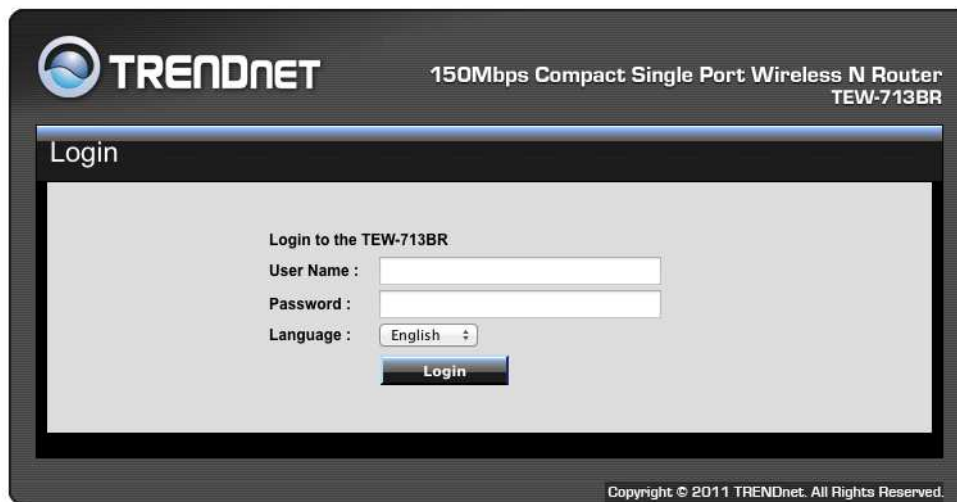 TRENDNET
150Mbps Compact Single Port Wireless N Router
TEW-713BR
Login
Login to the TEW-713BR
User Name :
Password :
Language : English
Login
Copyright © 2011 TRENDnet. All Rights Reserved.